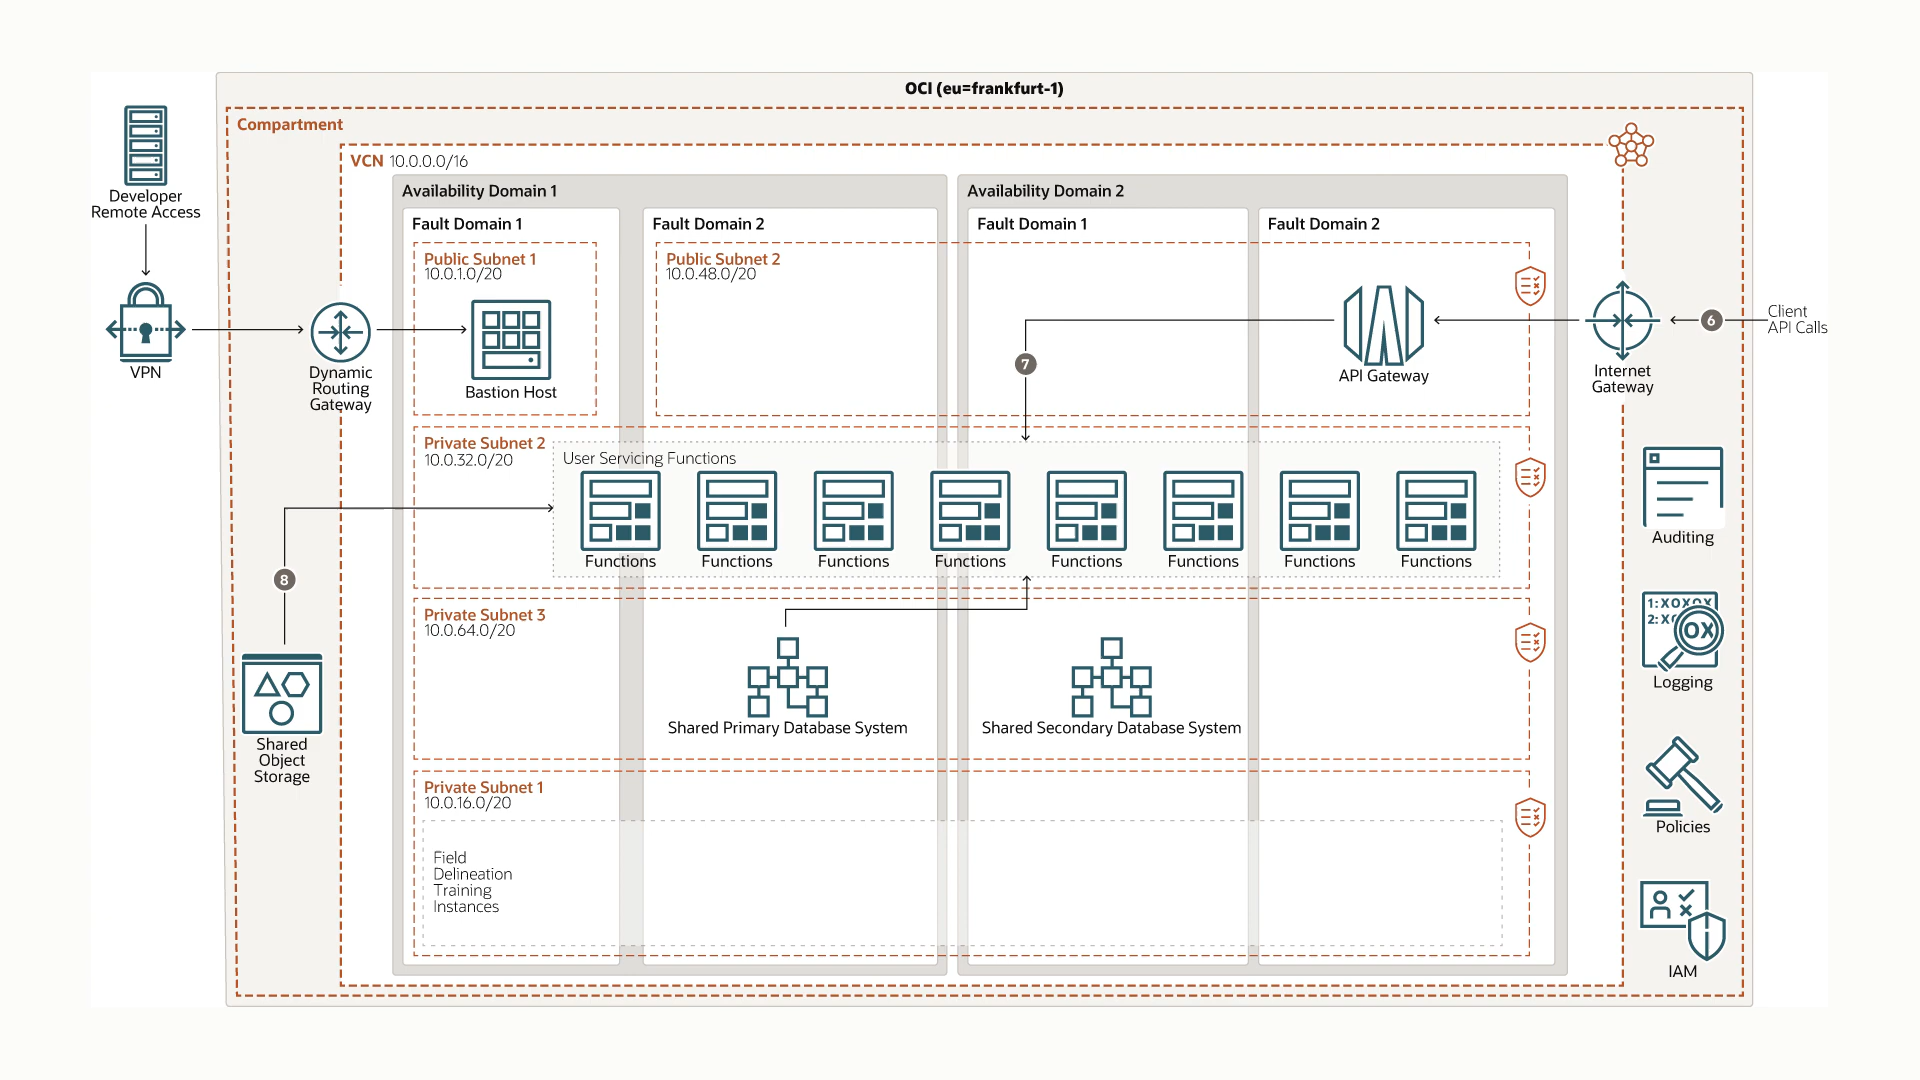 OCI (eu=frankfurt-1)
Compartment
VCN 10.0.0.0/16
Availability Domain 1
Availability Domain 2
Fault Domain 1
Fault Domain 2
Fault Domain 1
Fault Domain 2
Developer
Remote Access
VPN
Dynamic
Routing
Gateway
Public Subnet 1
10.0.1.0/20
Bastion Host
Public Subnet 2
10.0.48.0/20
7
API Gateway
Internet
Gateway
6
Client
API Calls
Private Subnet 2
10.0.32.0/20
User Servicing Functions
Functions
Functions
Functions
Functions
Functions
Functions
Functions
Functions
8
Shared
Object
Storage
Private Subnet 3
10.0.64.0/20
Shared Primary Database System
Shared Secondary Database System
Private Subnet 1
10.0.16.0/20
Field
Delineation
Training
Instances
Auditing
1:XOXOX
2:X
OX
Logging
Policies
IAM